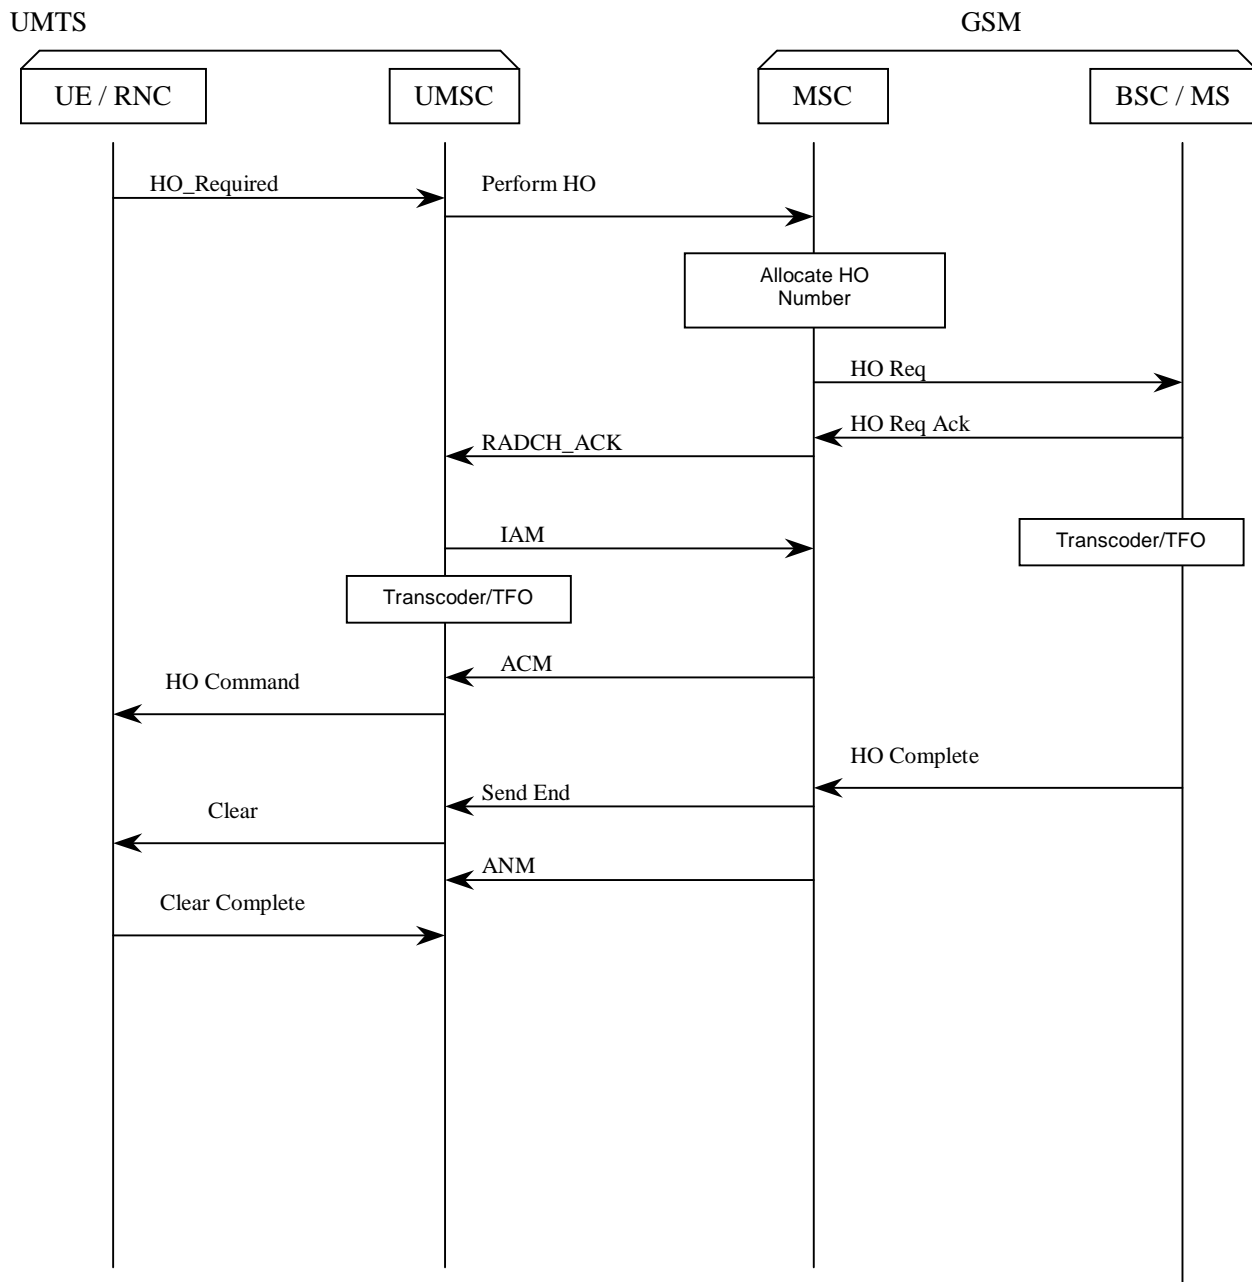 UMTS
GSM
UE / RNC
UMSC
MSC
BSC / MS
HO_Required
Perform HO
Allocate HO
Number
HO Req
HO Req Ack
RADCH_ACK
IAM
Transcoder/TFO
Transcoder/TFO
ACM
HO Command
HO Complete
Send End
Clear
ANM
Clear Complete